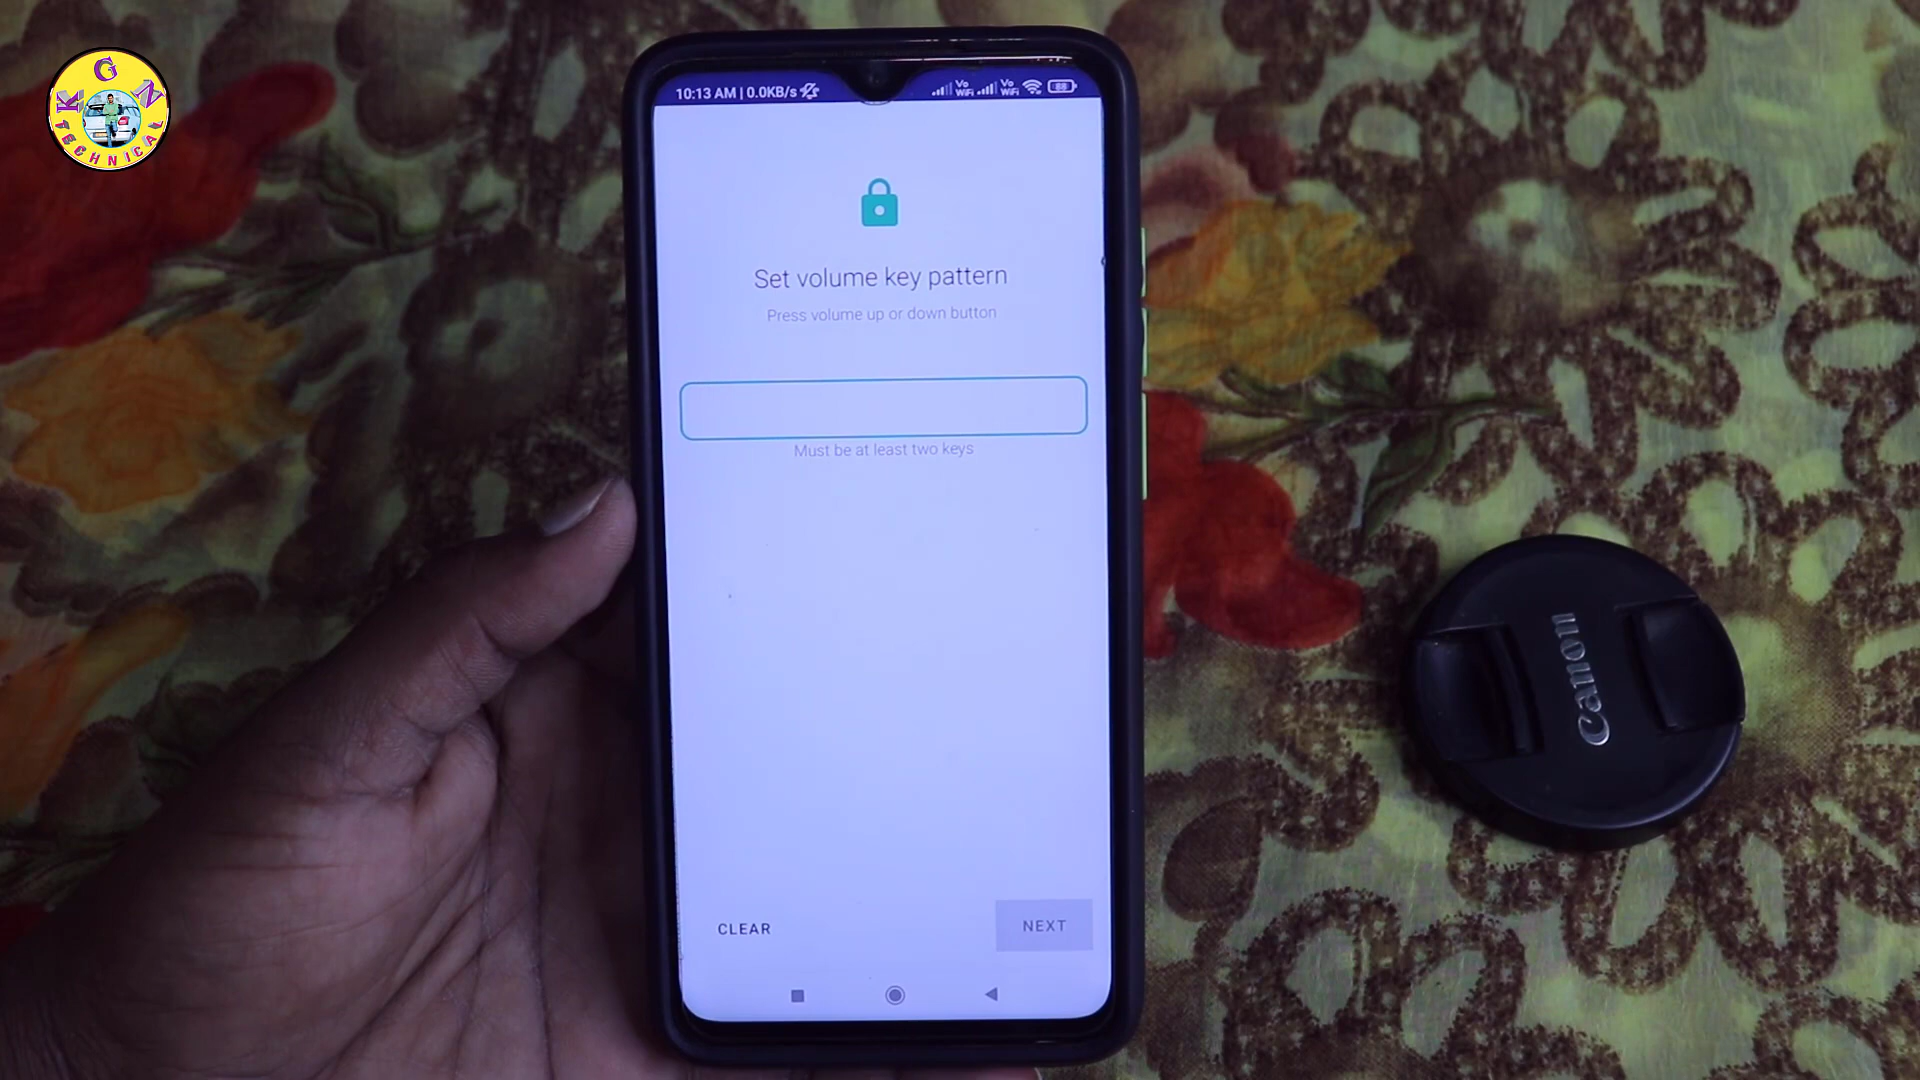 K G N
TECHNICAL
10:13 AM | 0.0KB/s
Vo WiFi Vo WiFi 88
Set volume key pattern
Press volume up or down button
Must be at least two keys
CLEAR
NEXT
Canon